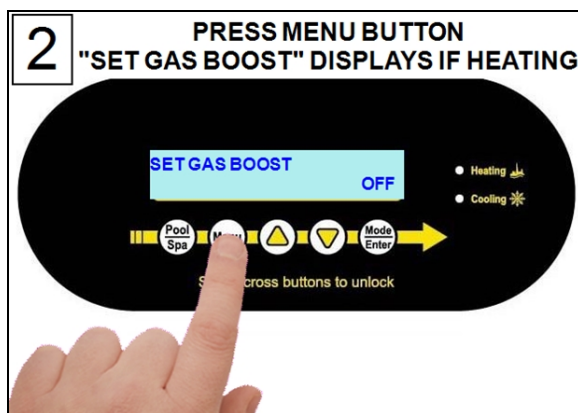 2
PRESS MENU BUTTON
"SET GAS BOOST" DISPLAYS IF HEATING
SET GAS BOOST
OFF
Heating
Cooling
Pool
Spa
Mode
Enter
cross buttons to unlock